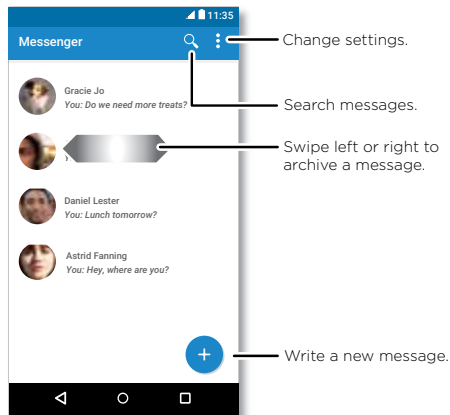 11:35
Messenger
Change settings.
Gracie Jo
You: Do we need more treats?
Search messages.
Swipe left or right to
archive a message.
Daniel Lester
You: Lunch tomorrow?
Astrid Fanning
You: Hey, where are you?
Write a new message.